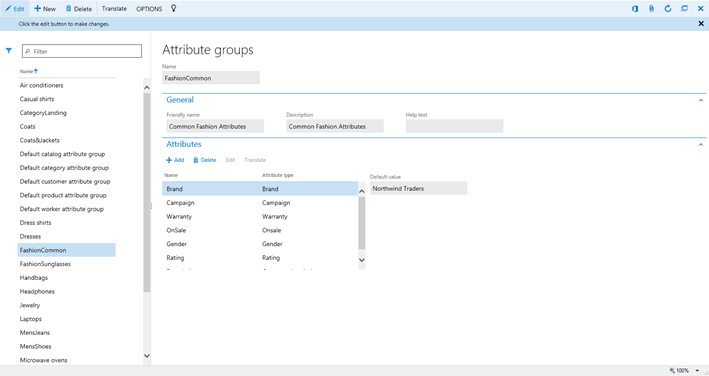 Edit New Delete Translate OPTIONS
Click the edit button to make changes.
Filter
Name
Air conditioners
Casual shirts
CategoryLanding
Coats
Coats&Jackets
Default catalog attribute group
Default category attribute group
Default customer attribute group
Default product attribute group
Default worker attribute group
Dress shirts
Dresses
FashionCommon
FashionSunglasses
Handbags
Headphones
Jewelry
Laptops
MensJeans
MensShoes
Microwave ovens
Attribute groups
Name
FashionCommon
General
Friendly name Description Help text
Common Fashion Attributes Common Fashion Attributes
Attributes
Add Delete Edit Translate
Name Attribute type Default value
Brand Brand Northwind Traders
Campaign Campaign
Warranty Warranty
OnSale Onsale
Gender Gender
Rating Rating
100%